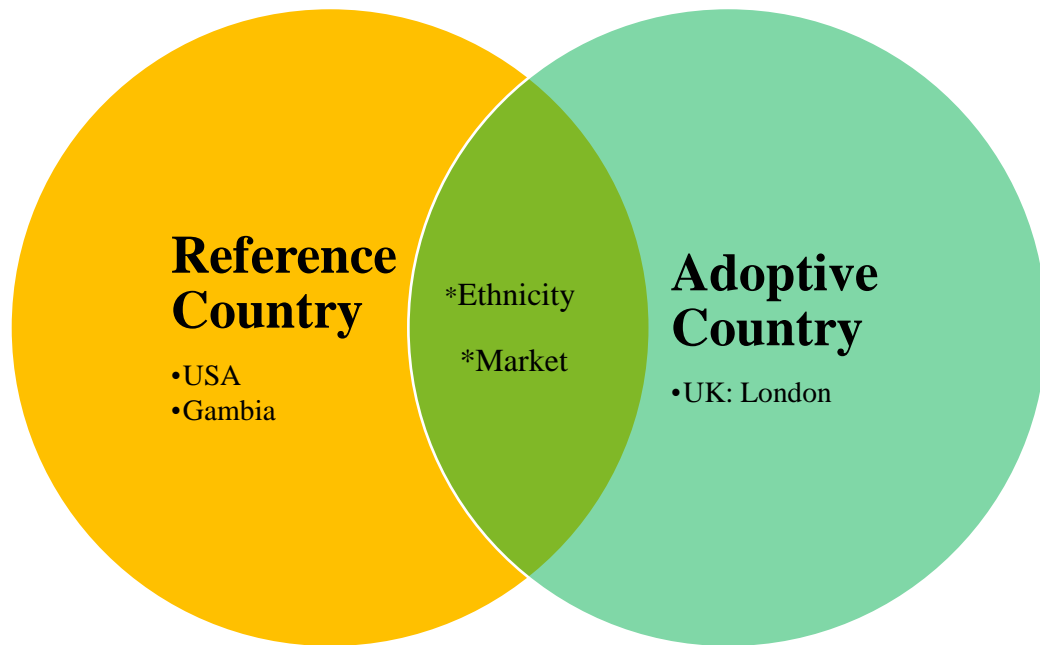 Reference
Country
•USA
•Gambia
*Ethnicity
*Market
Adoptive
Country
•UK: London